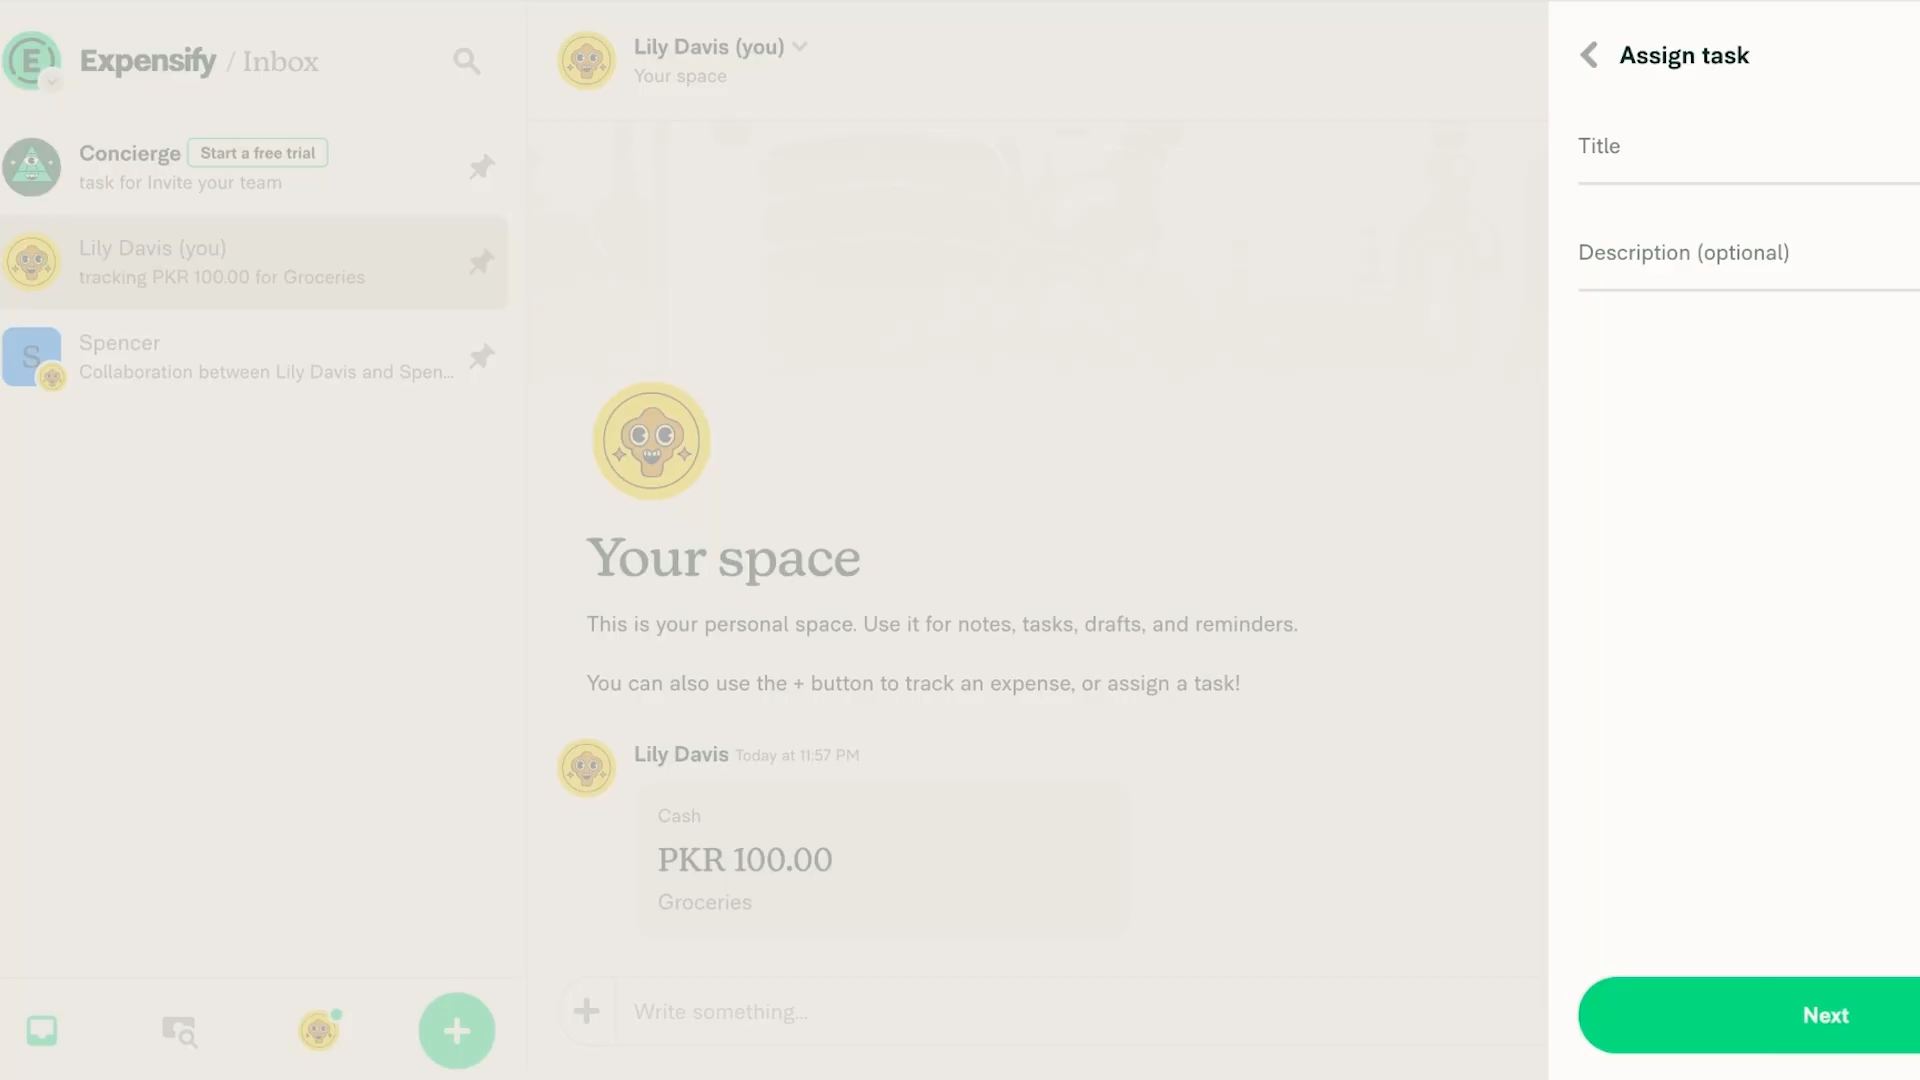 Expensify / Inbox
Concierge Start a free trial
task for Invite your team
Lily Davis (you)
tracking PKR 100.00 for Groceries
S
Spencer
Collaboration between Lily Davis and Spen...
Lily Davis (you)
Your space
Your space
This is your personal space. Use it for notes, tasks, drafts, and reminders.
You can also use the + button to track an expense, or assign a task!
Lily Davis Today at 11:57 PM
Cash
PKR 100.00
Groceries
Write something...
Assign task
Title
Description (optional)
Next